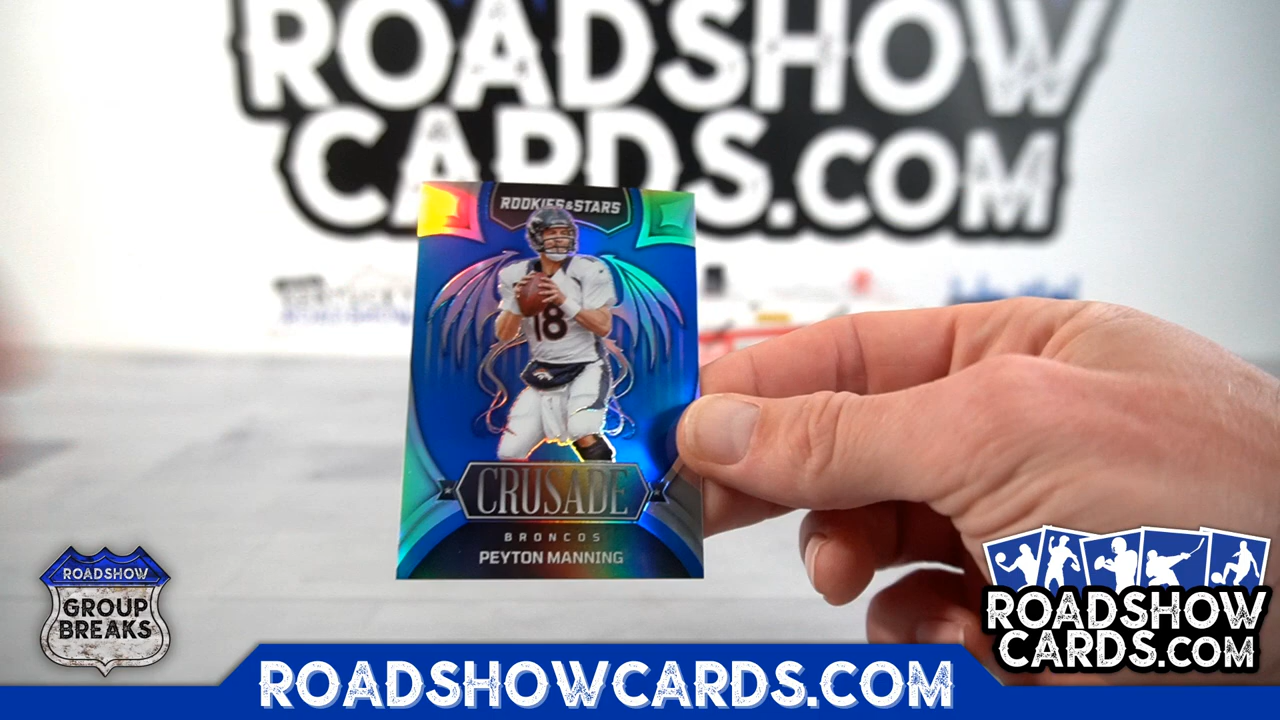 ROADSHOW
CARDS.COM
ROOKIES & STARS
18
CRUSADE
BRONCOS
PEYTON MANNING
ROADSHOW
GROUP
BREAKS
ROADSHOW
CARDS.COM
ROADSHOWCARDS.COM